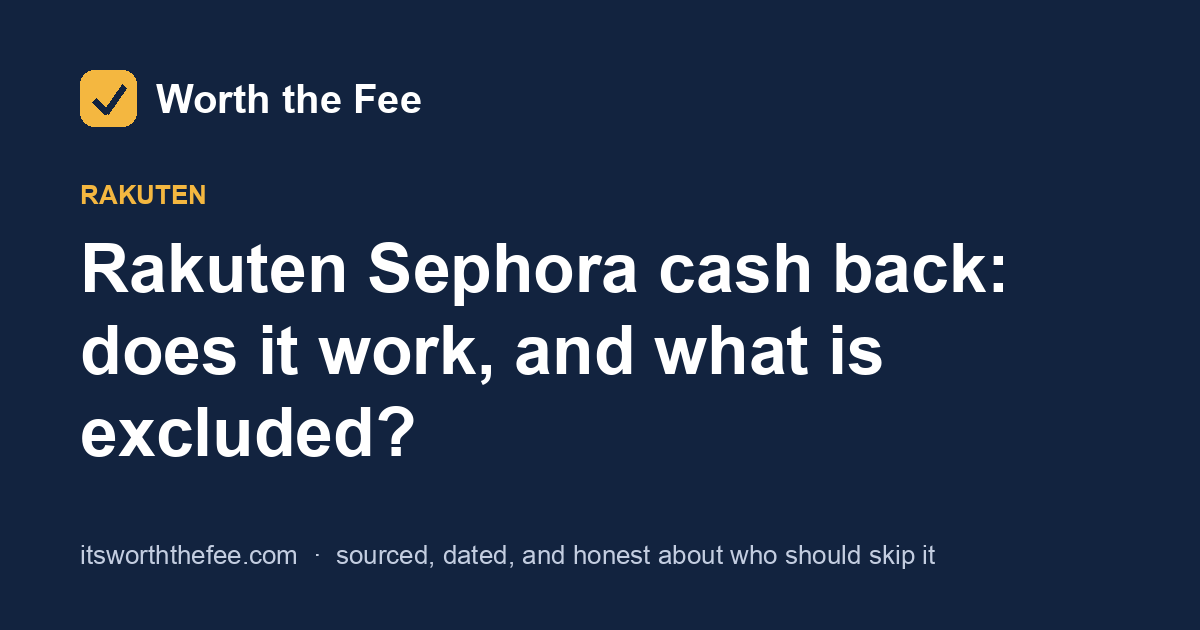 Worth the Fee
RAKUTEN
Rakuten Sephora cash back:
does it work, and what is
excluded?
itsworththefee.com · sourced, dated, and honest about who should skip it